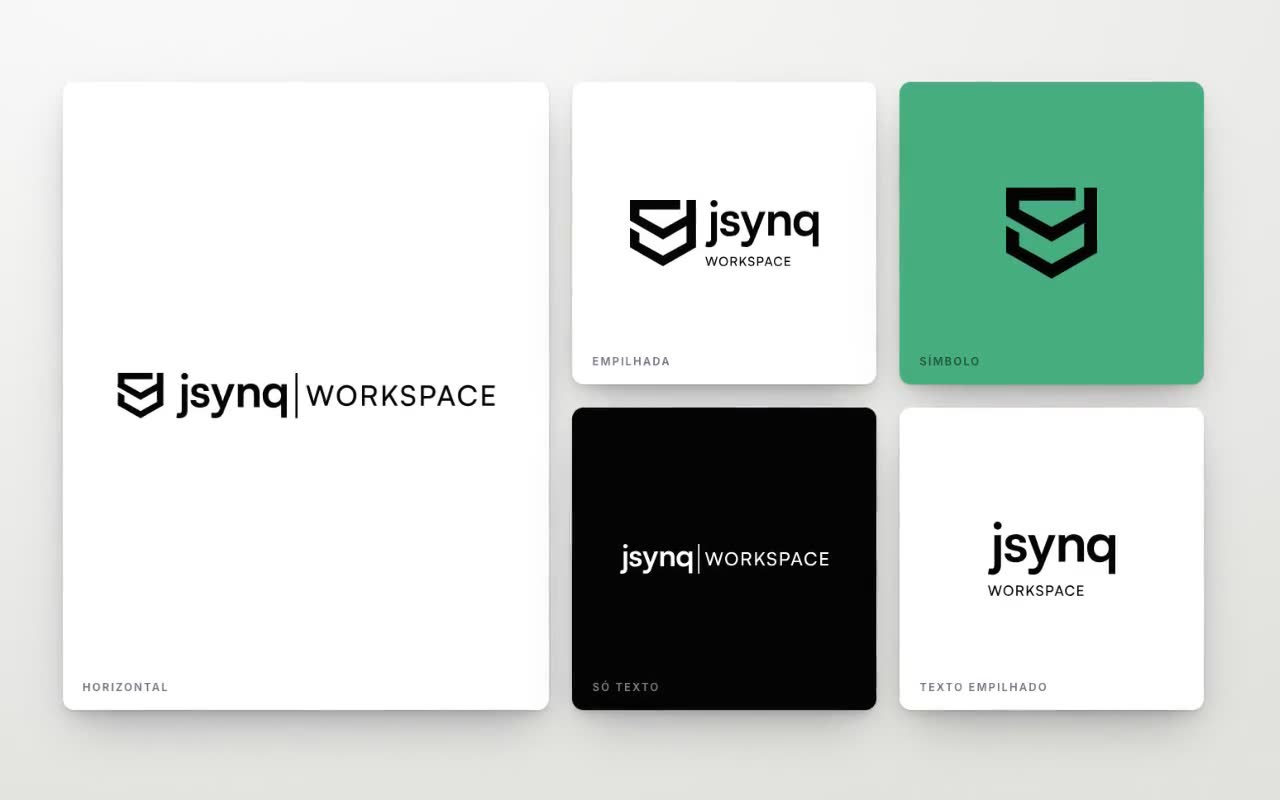 jsynq | WORKSPACE
HORIZONTAL
jsynq
WORKSPACE
EMPILHADA
SÍMBOLO
jsynq | WORKSPACE
SÓ TEXTO
jsynq
WORKSPACE
TEXTO EMPILHADO